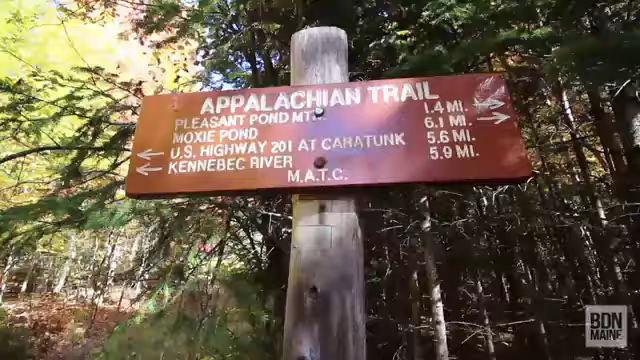 APPALACHIAN TRAIL
PLEASANT POND MTN. 1.4 MI.
MOXIE POND 6.1 MI.
U.S. HIGHWAY 201 AT CARATUNK 5.6 MI.
KENNEBEC RIVER 5.9 MI.
M.A.T.C.
BDN
MAINE